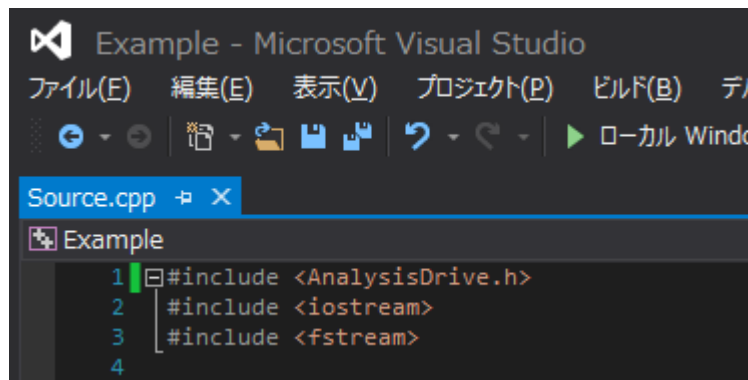 Example - Microsoft Visual Studio
ファイル(F) 編集(E) 表示(V) プロジェクト(P) ビルド(B)
ローカル
Source.cpp
Example
1 #include <AnalysisDrive.h>
2 #include <iostream>
3 #include <fstream>
4